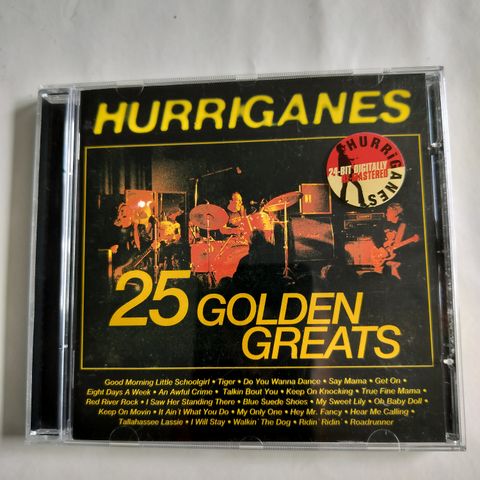 HURRIGANES
HURRiGANES
24-BIT DIGITALLY
RE-MASTERED
25 GOLDEN
GREATS
Good Morning Little Schoolgirl • Tiger • Do You Wanna Dance • Say Mama • Get On •
Eight Days A Week • An Awful Crime • Talkin Bout You • Keep On Knocking • True Fine Mama •
Red River Rock • I Saw Her Standing There • Blue Suede Shoes • My Sweet Lily • Oh Baby Doll •
Keep On Movin • It Ain't What You Do • My Only One • Hey Mr. Fancy • Hear Me Calling •
Tallahassee Lassie • I Will Stay • Walkin' The Dog • Ridin' Ridin' • Roadrunner